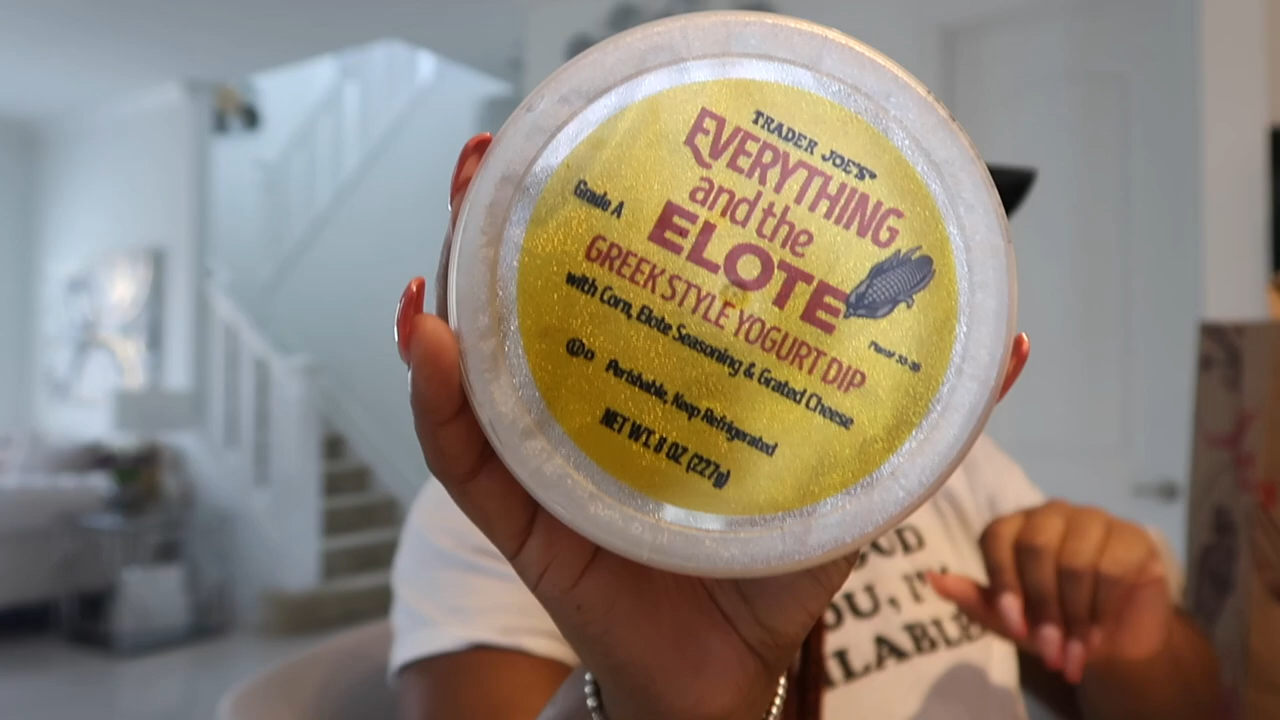 TRADER JOE'S
EVERYTHING
and the
ELOTE
Grade A
GREEK STYLE YOGURT DIP
with Corn, Elote Seasoning & Grated Cheese
Perishable, Keep Refrigerated
NET WT. 8 OZ (227g)
OU, I'M